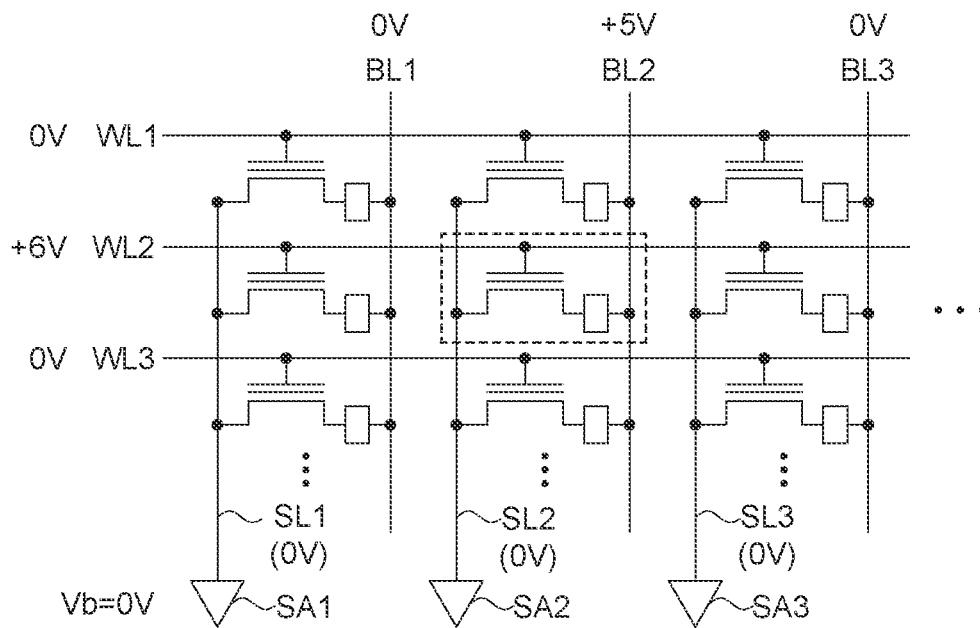 0V +5V 0V
BL1 BL2 BL3
0V WL1
+6V WL2
0V WL3
SL1 SL2 SL3
(0V) (0V) (0V)
Vb=0V SA1 SA2 SA3